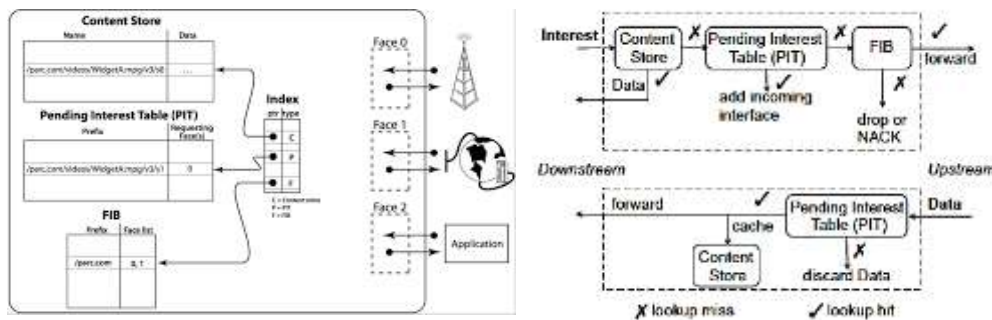 Content Store
Name Data
/parc.com/videos/WidgetA.mpg/v3/s0 ...
Pending Interest Table (PIT)
Prefix Requesting Face(s)
/parc.com/videos/WidgetA.mpg/v3/s1 0
FIB
Prefix Face list
/parc.com 0, 1
Index
ptr type
C
P
F
C = Content store
P = PIT
F = FIB
Face 0
Face 1
Face 2
Application
Interest
Content Store
Pending Interest Table (PIT)
FIB
forward
Data
add incoming interface
drop or NACK
Downstream
Upstream
forward
cache
Content Store
Pending Interest Table (PIT)
Data
discard Data
✗ lookup miss
✓ lookup hit